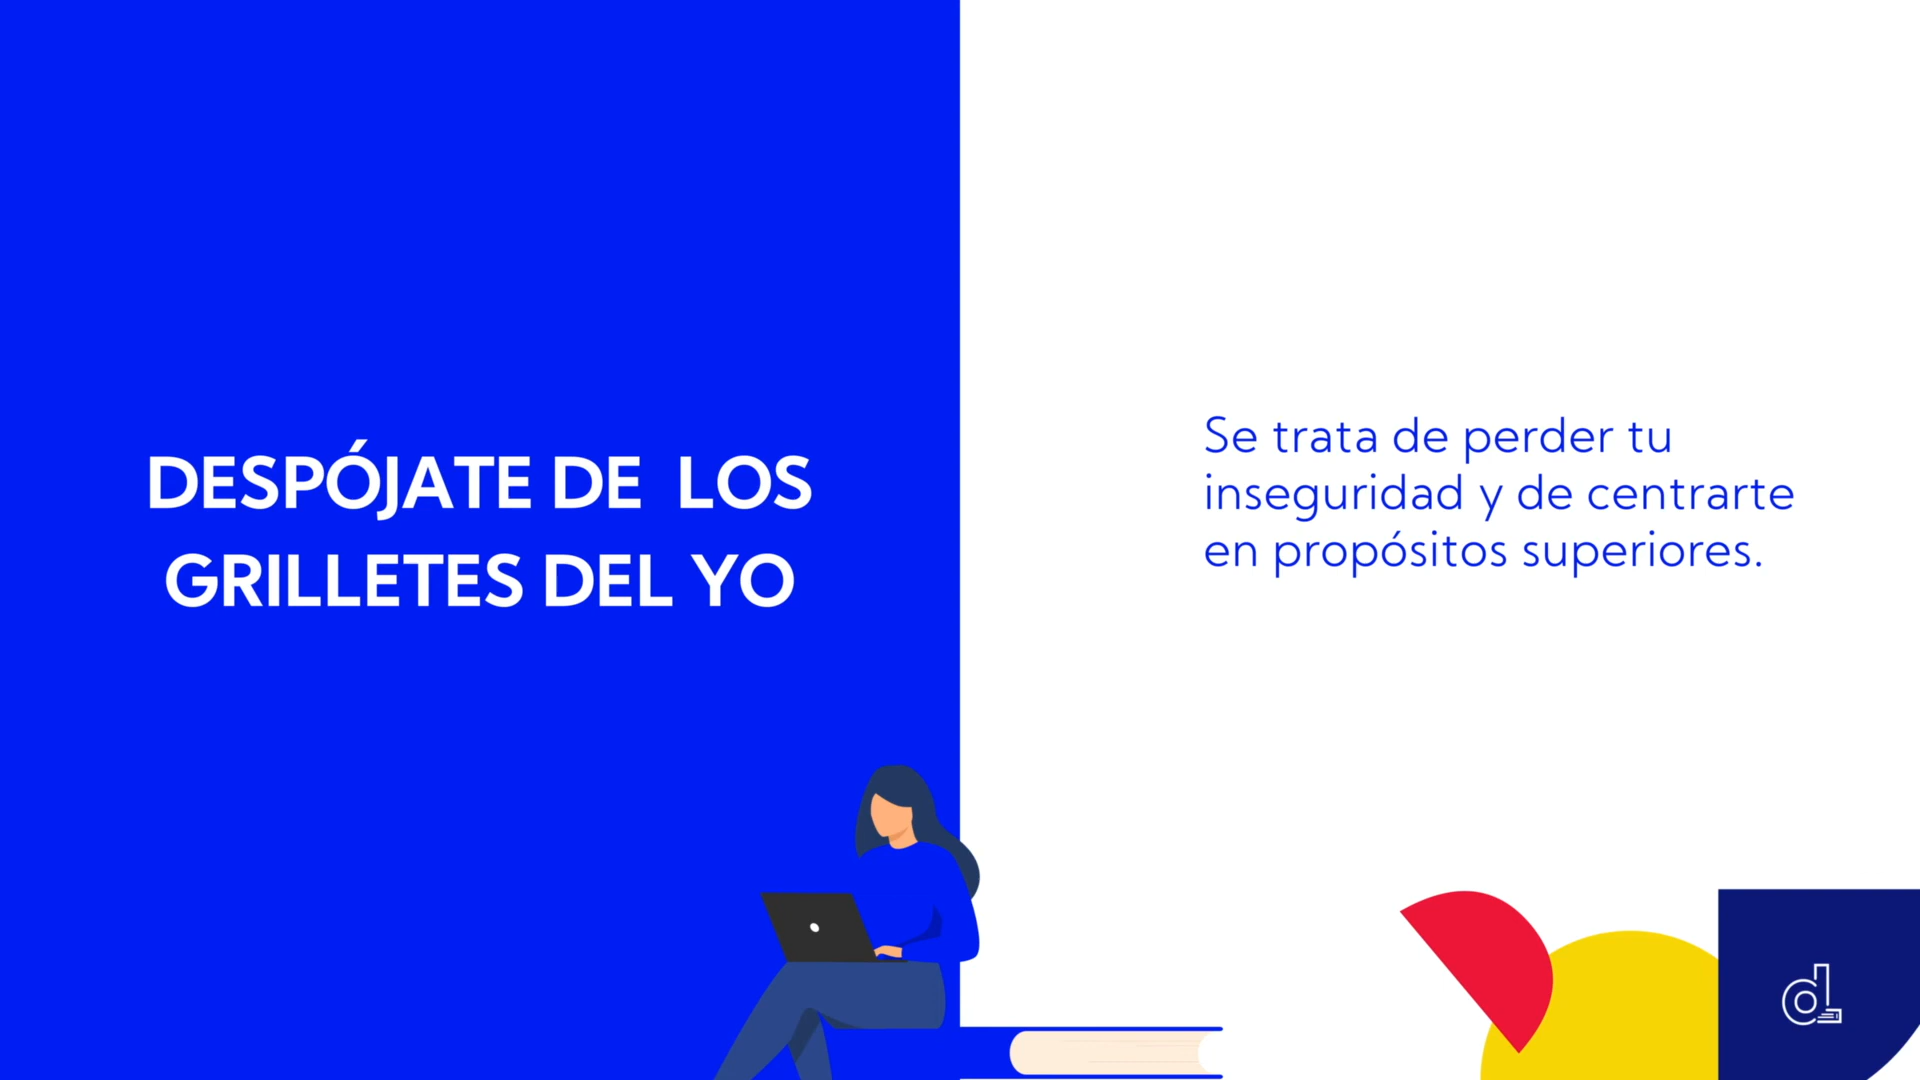 DESPÓJATE DE LOS
GRILLETES DEL YO
Se trata de perder tu
inseguridad y de centrarte
en propósitos superiores.